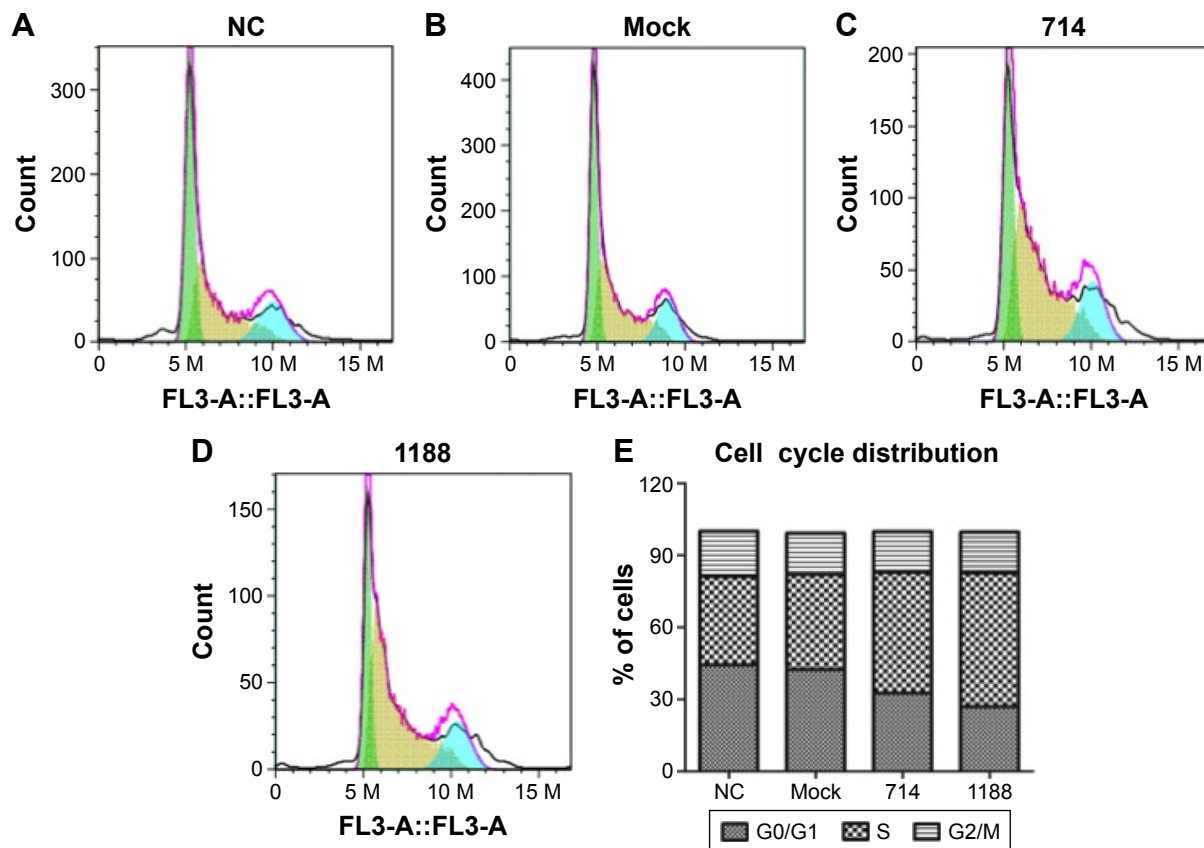 A
NC
Count
300
200
100
0
0 5 M 10 M 15 M
FL3-A::FL3-A
B
Mock
Count
400
300
200
100
0
0 5 M 10 M 15 M
FL3-A::FL3-A
C
714
Count
200
150
100
50
0
0 5 M 10 M 15 M
FL3-A::FL3-A
D
1188
Count
150
100
50
0
0 5 M 10 M 15 M
FL3-A::FL3-A
E
Cell cycle distribution
% of cells
120
90
60
30
0
NC Mock 714 1188
G0/G1 S G2/M